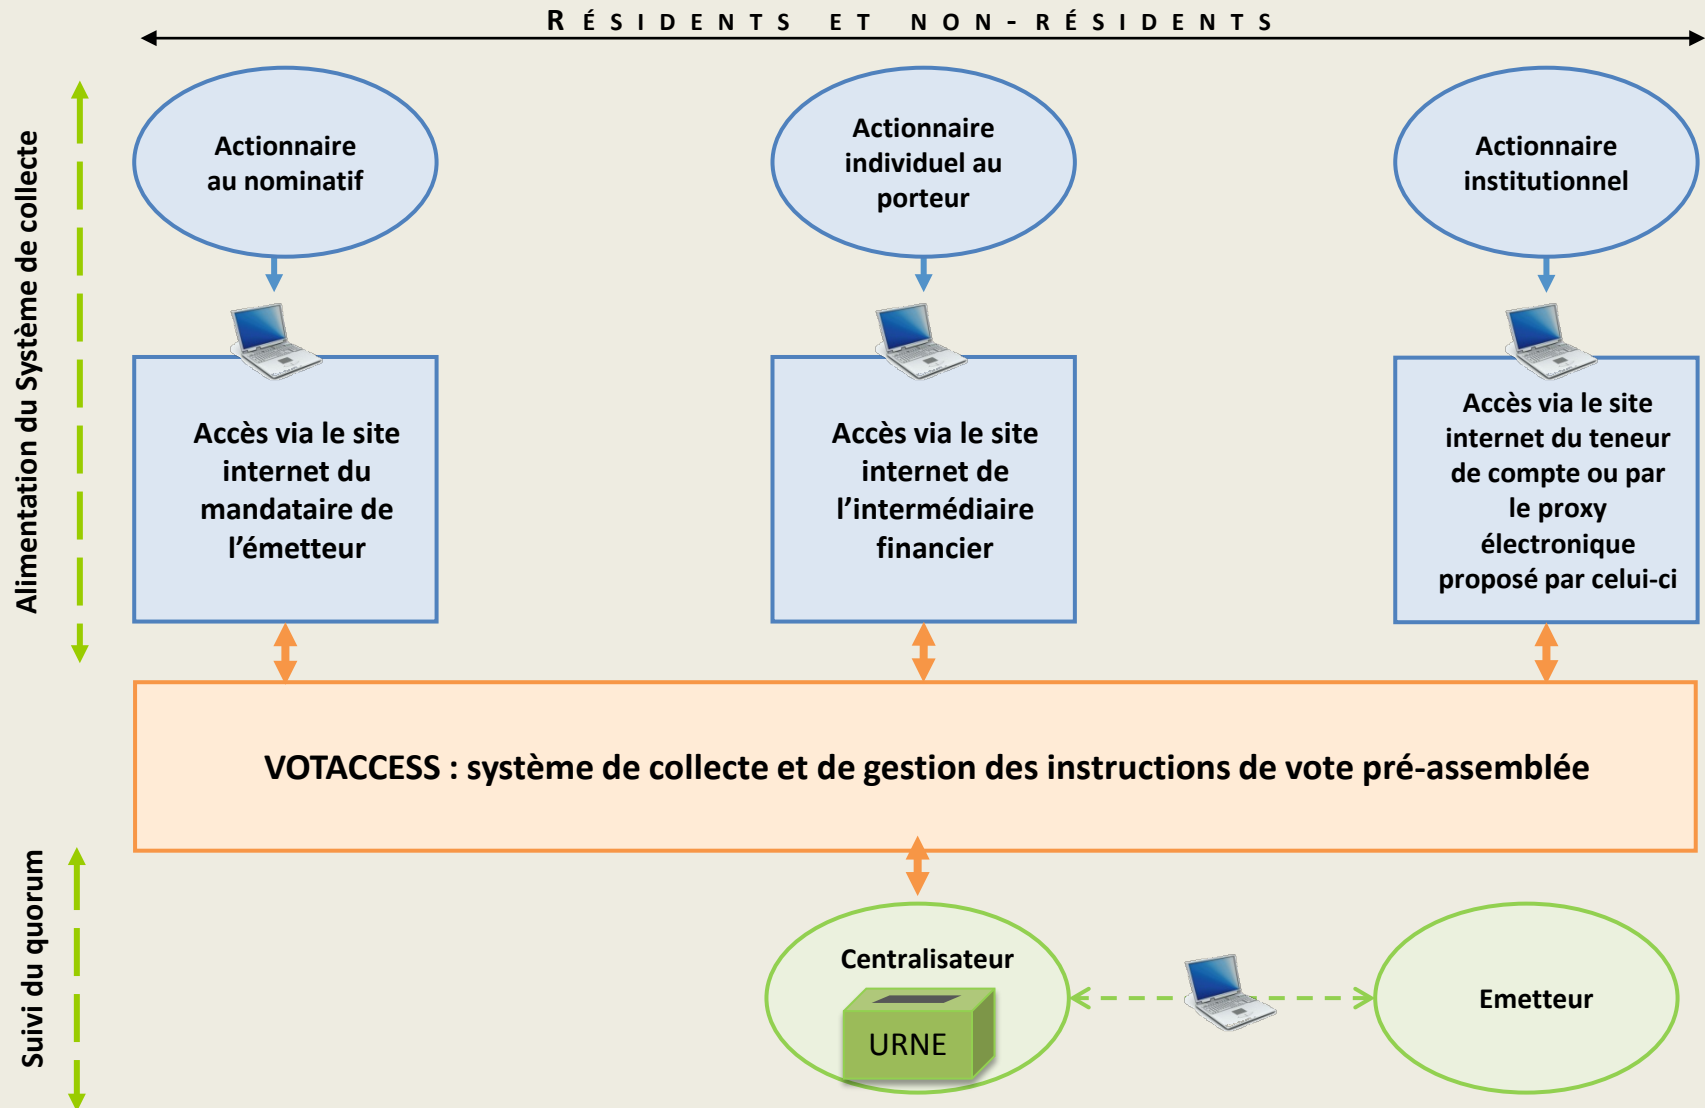 RÉSIDENTS ET NON-RÉSIDENTS
Alimentation du Système de collecte
Actionnaire
au nominatif
Actionnaire
individuel au
porteur
Actionnaire
institutionnel
Accès via le site
internet du
mandataire de
l’émetteur
Accès via le site
internet de
l’intermédiaire
financier
Accès via le site
internet du teneur
de compte ou par
le proxy
électronique
proposé par celui-ci
VOTACCESS : système de collecte et de gestion des instructions de vote pré-assemblée
Suivi du quorum
Centralisateur
URNE
Emetteur